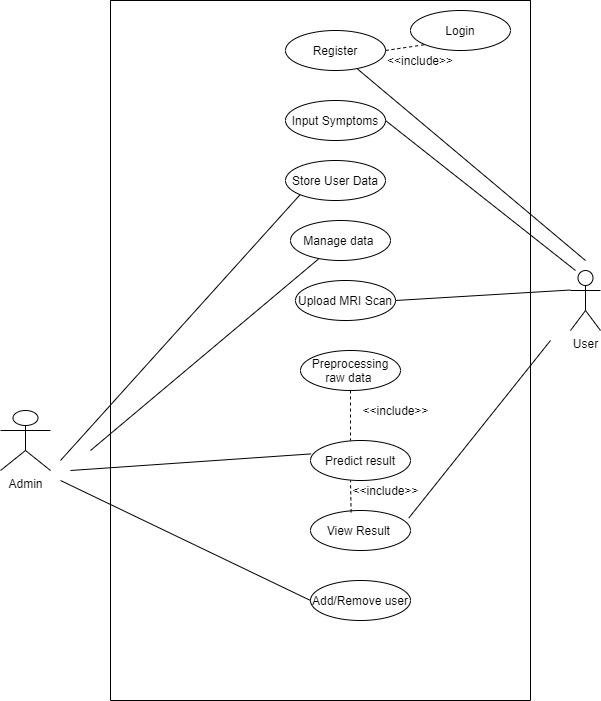 Login
Register
<<include>>
Input Symptoms
Store User Data
Manage data
Upload MRI Scan
User
Preprocessing
raw data
<<include>>
Predict result
Admin
<<include>>
View Result
Add/Remove user